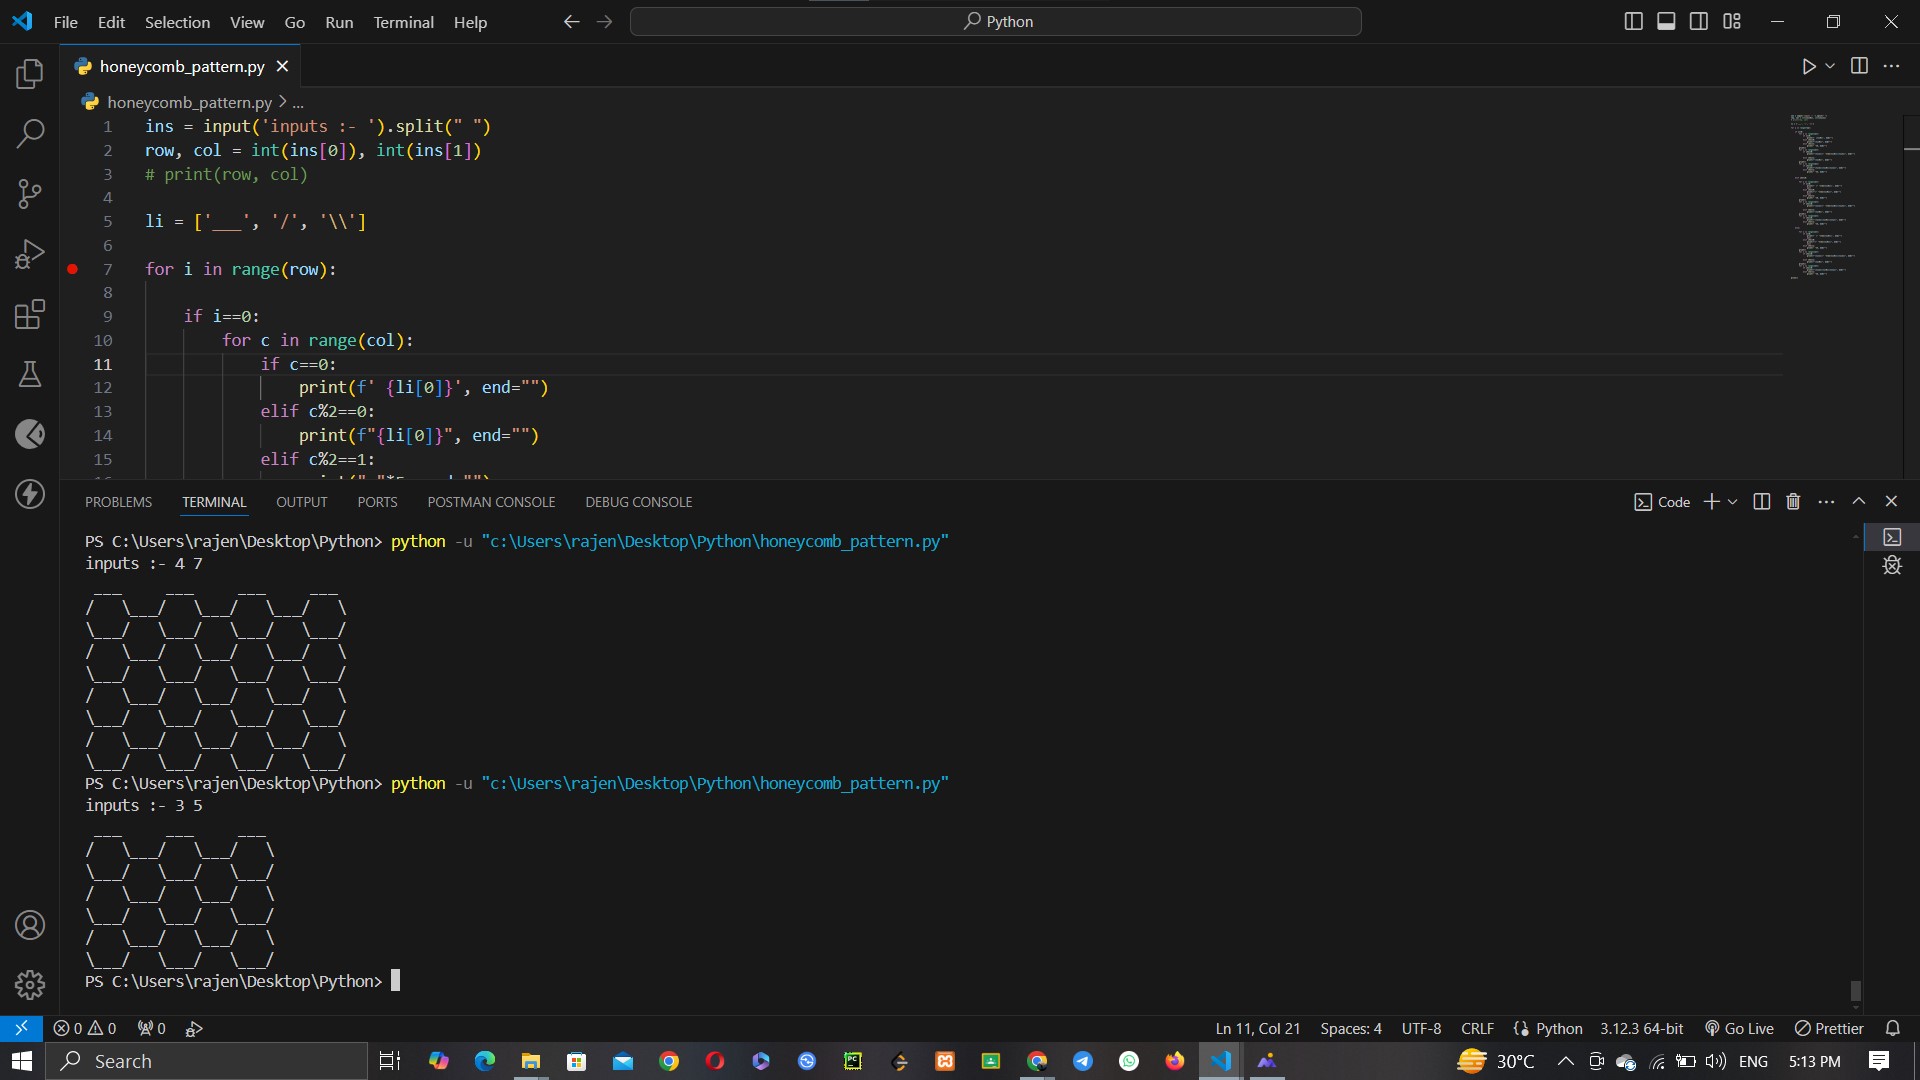 File Edit Selection View Go Run Terminal Help Python
honeycomb_pattern.py
honeycomb_pattern.py > ...
1 ins = input('inputs :- ').split(" ")
2 row, col = int(ins[0]), int(ins[1])
3 # print(row, col)
4
5 li = ['___', '/', '\\']
6
7 for i in range(row):
8
9     if i==0:
10         for c in range(col):
11             if c==0:
12                 print(f' {li[0]}', end="")
13             elif c%2==0:
14                 print(f"{li[0]}", end="")
15             elif c%2==1:
PROBLEMS TERMINAL OUTPUT PORTS POSTMAN CONSOLE DEBUG CONSOLE Code
PS C:\Users\rajen\Desktop\Python> python -u "c:\Users\rajen\Desktop\Python\honeycomb_pattern.py"
inputs :- 4 7
 ___     ___     ___     ___
/   \___/   \___/   \___/   \
\___/   \___/   \___/   \___/
/   \___/   \___/   \___/   \
\___/   \___/   \___/   \___/
/   \___/   \___/   \___/   \
\___/   \___/   \___/   \___/
/   \___/   \___/   \___/   \
\___/   \___/   \___/   \___/
PS C:\Users\rajen\Desktop\Python> python -u "c:\Users\rajen\Desktop\Python\honeycomb_pattern.py"
inputs :- 3 5
 ___     ___     ___
/   \___/   \___/   \
\___/   \___/   \___/
/   \___/   \___/   \
\___/   \___/   \___/
/   \___/   \___/   \
\___/   \___/   \___/
PS C:\Users\rajen\Desktop\Python>
0 0 0 Ln 11, Col 21 Spaces: 4 UTF-8 CRLF Python 3.12.3 64-bit Go Live Prettier
Search 30°C ENG 5:13 PM